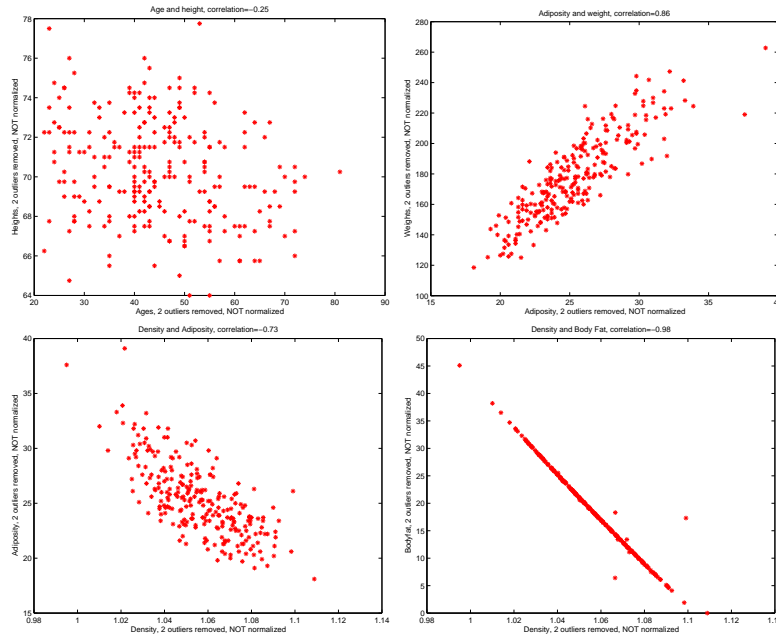 Age and height, correlation=−0.25
78
76
74
72
70
68
66
64
Heights, 2 outliers removed, NOT normalized
20 30 40 50 60 70 80 90
Ages, 2 outliers removed, NOT normalized
Adiposity and weight, correlation=0.86
280
260
240
220
200
180
160
140
120
100
Weights, 2 outliers removed, NOT normalized
15 20 25 30 35 4
Adiposity, 2 outliers removed, NOT normalized
Density and Adiposity, correlation=−0.73
40
35
30
25
20
15
Adiposity, 2 outliers removed, NOT normalized
0.98 1 1.02 1.04 1.06 1.08 1.1 1.12 1.14
Density, 2 outliers removed, NOT normalized
Density and Body Fat, correlation=−0.98
50
45
40
35
30
25
20
15
10
5
0
Bodyfat, 2 outliers removed, NOT normalized
0.98 1 1.02 1.04 1.06 1.08 1.1 1.12 1.1
Density, 2 outliers removed, NOT normalized